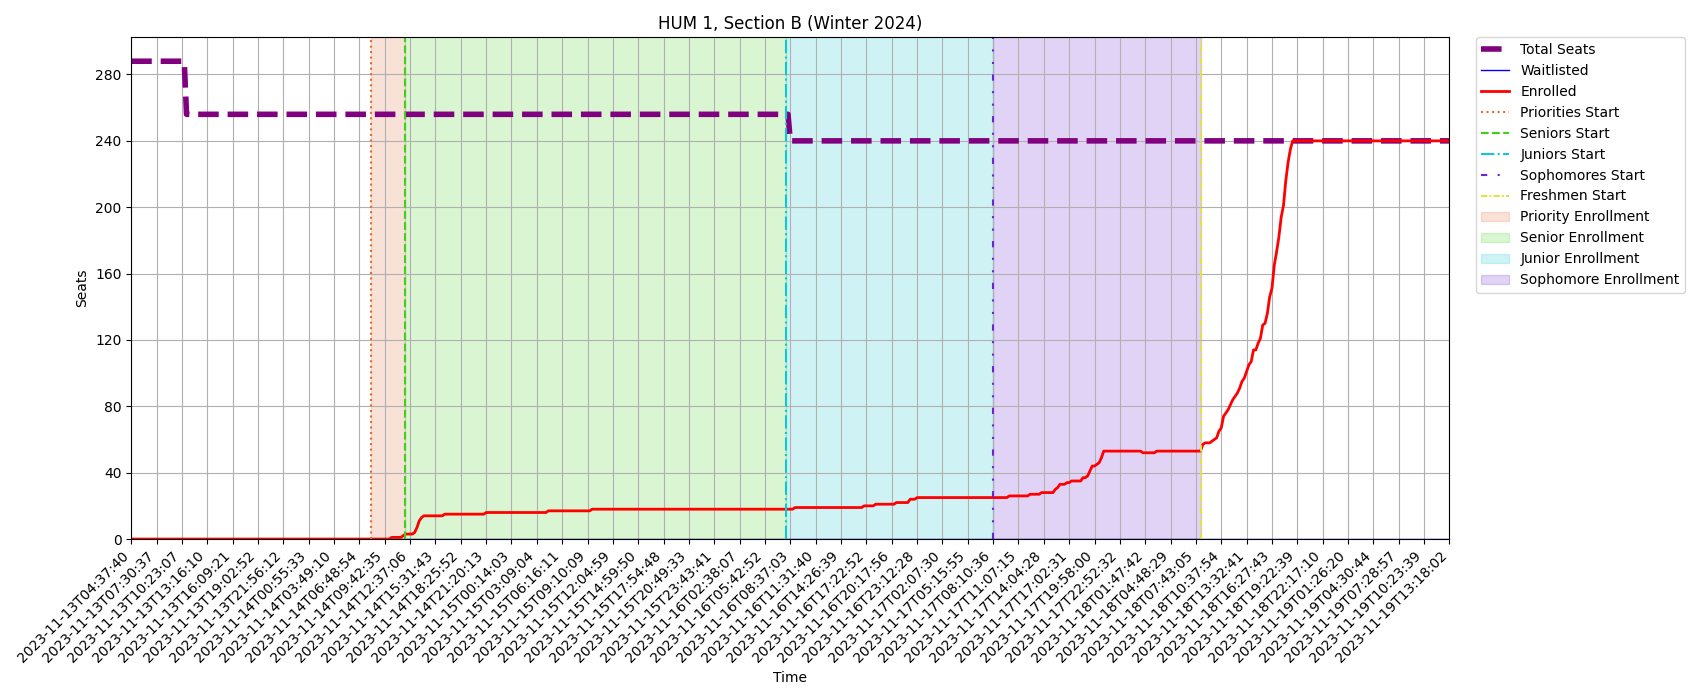 HUM 1, Section B (Winter 2024)
Total Seats
Waitlisted
Enrolled
Priorities Start
Seniors Start
Juniors Start
Sophomores Start
Freshmen Start
Priority Enrollment
Senior Enrollment
Junior Enrollment
Sophomore Enrollment
Seats
280
240
200
160
120
80
40
0
2023-11-13T04:37:40
2023-11-13T07:30:37
2023-11-13T10:23:07
2023-11-13T13:16:10
2023-11-13T16:09:21
2023-11-13T19:02:52
2023-11-13T21:56:12
2023-11-14T00:55:33
2023-11-14T03:49:10
2023-11-14T06:48:54
2023-11-14T09:42:35
2023-11-14T12:37:06
2023-11-14T15:31:43
2023-11-14T18:25:52
2023-11-14T21:20:13
2023-11-15T00:14:03
2023-11-15T03:09:04
2023-11-15T06:16:11
2023-11-15T09:10:09
2023-11-15T12:04:59
2023-11-15T14:59:50
2023-11-15T17:54:48
2023-11-15T20:49:33
2023-11-15T23:43:41
2023-11-16T02:38:07
2023-11-16T05:42:52
2023-11-16T08:37:03
2023-11-16T11:31:40
2023-11-16T14:26:39
2023-11-16T17:22:52
2023-11-16T20:17:56
2023-11-16T23:12:28
2023-11-17T02:07:30
2023-11-17T05:15:55
2023-11-17T08:10:36
2023-11-17T11:07:15
2023-11-17T14:04:28
2023-11-17T17:02:31
2023-11-17T19:58:00
2023-11-17T22:52:32
2023-11-18T01:47:42
2023-11-18T04:48:29
2023-11-18T07:43:05
2023-11-18T10:37:54
2023-11-18T13:32:41
2023-11-18T16:27:43
2023-11-18T19:22:39
2023-11-18T22:17:10
2023-11-19T01:26:20
2023-11-19T04:30:44
2023-11-19T07:28:57
2023-11-19T10:23:39
2023-11-19T13:18:02
Time